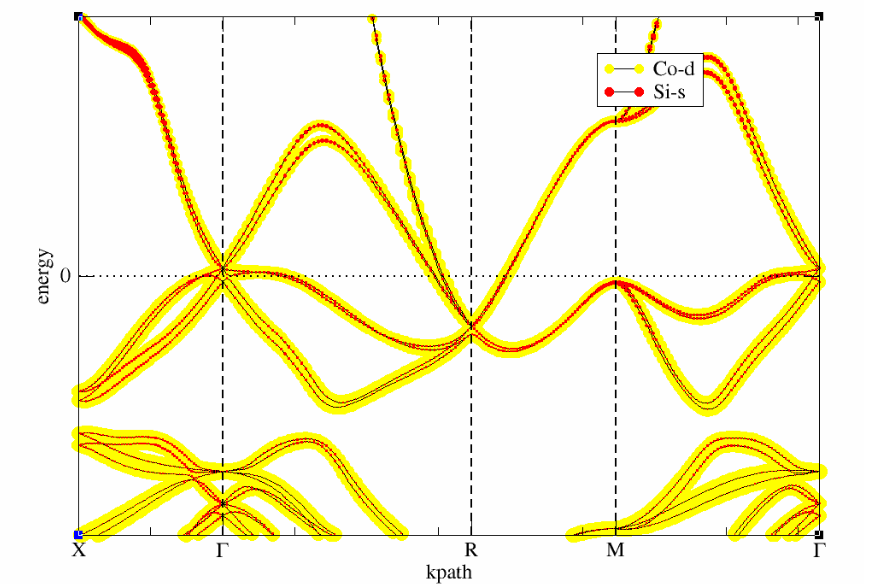 Co-d
Si-s
energy
0
X Γ R M Γ
kpath